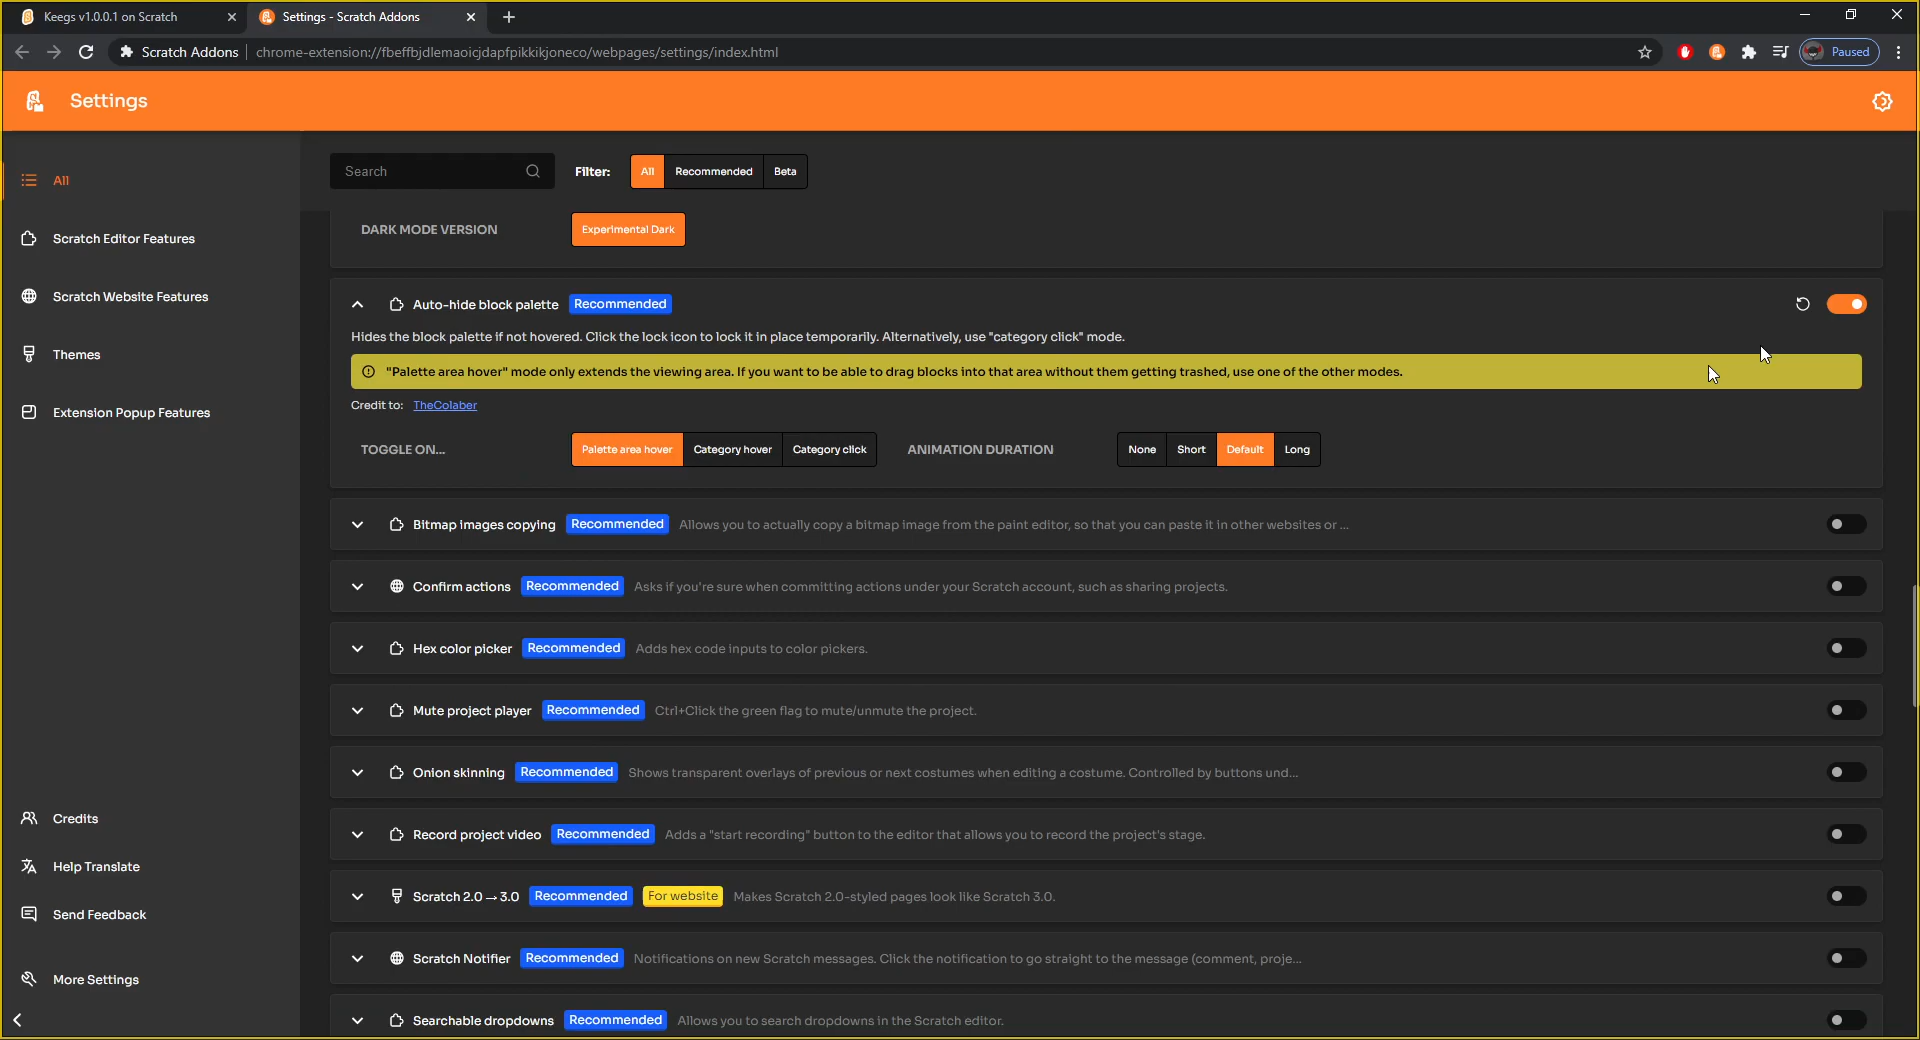 Keegs v1.0.0.1 on Scratch
Settings - Scratch Addons
Scratch Addons
chrome-extension://fbeffbjdlemaoicjdapfpikkikjoneco/webpages/settings/index.html
Paused
Settings
All
Scratch Editor Features
Scratch Website Features
Themes
Extension Popup Features
Credits
Help Translate
Send Feedback
More Settings
Search
Filter:
All
Recommended
Beta
DARK MODE VERSION
Experimental Dark
Auto-hide block palette Recommended
Hides the block palette if not hovered. Click the lock icon to lock it in place temporarily. Alternatively, use "category click" mode.
"Palette area hover" mode only extends the viewing area. If you want to be able to drag blocks into that area without them getting trashed, use one of the other modes.
Credit to: TheColaber
TOGGLE ON... Palette area hover Category hover Category click ANIMATION DURATION None Short Default Long
Bitmap images copying Recommended Allows you to actually copy a bitmap image from the paint editor, so that you can paste it in other websites or ...
Confirm actions Recommended Asks if you're sure when committing actions under your Scratch account, such as sharing projects.
Hex color picker Recommended Adds hex code inputs to color pickers.
Mute project player Recommended Ctrl+Click the green flag to mute/unmute the project.
Onion skinning Recommended Shows transparent overlays of previous or next costumes when editing a costume. Controlled by buttons und...
Record project video Recommended Adds a "start recording" button to the editor that allows you to record the project's stage.
Scratch 2.0 → 3.0 Recommended For website Makes Scratch 2.0-styled pages look like Scratch 3.0.
Scratch Notifier Recommended Notifications on new Scratch messages. Click the notification to go straight to the message (comment, proje...
Searchable dropdowns Recommended Allows you to search dropdowns in the Scratch editor.